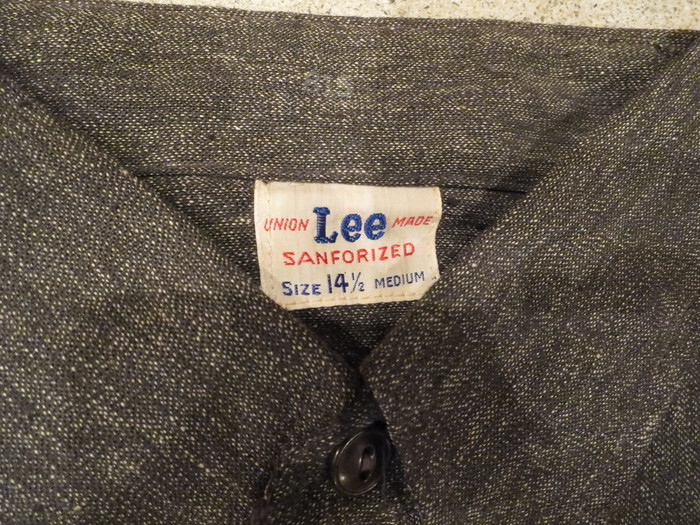 UNION Lee MADE
SANFORIZED
SIZE 14½ MEDIUM